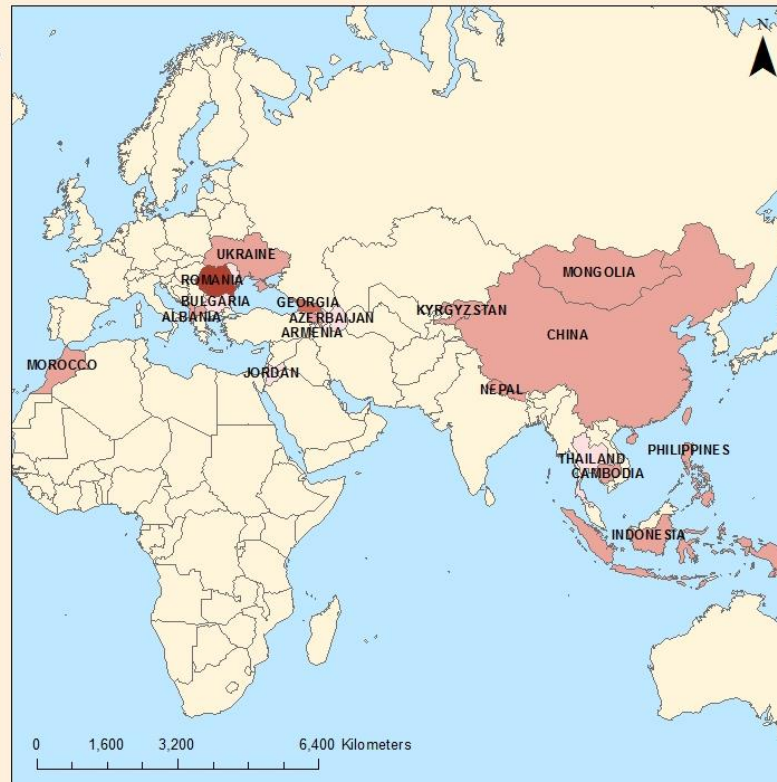 N
UKRAINE
ROMANIA
MONGOLIA
BULGARIA
GEORGIA
ALBANIA
AZERBAIJAN
KYRGYZSTAN
ARMENIA
CHINA
MOROCCO
JORDAN
NEPAL
PHILIPPINES
THAILAND
CAMBODIA
INDONESIA
0 1,600 3,200 6,400 Kilometers